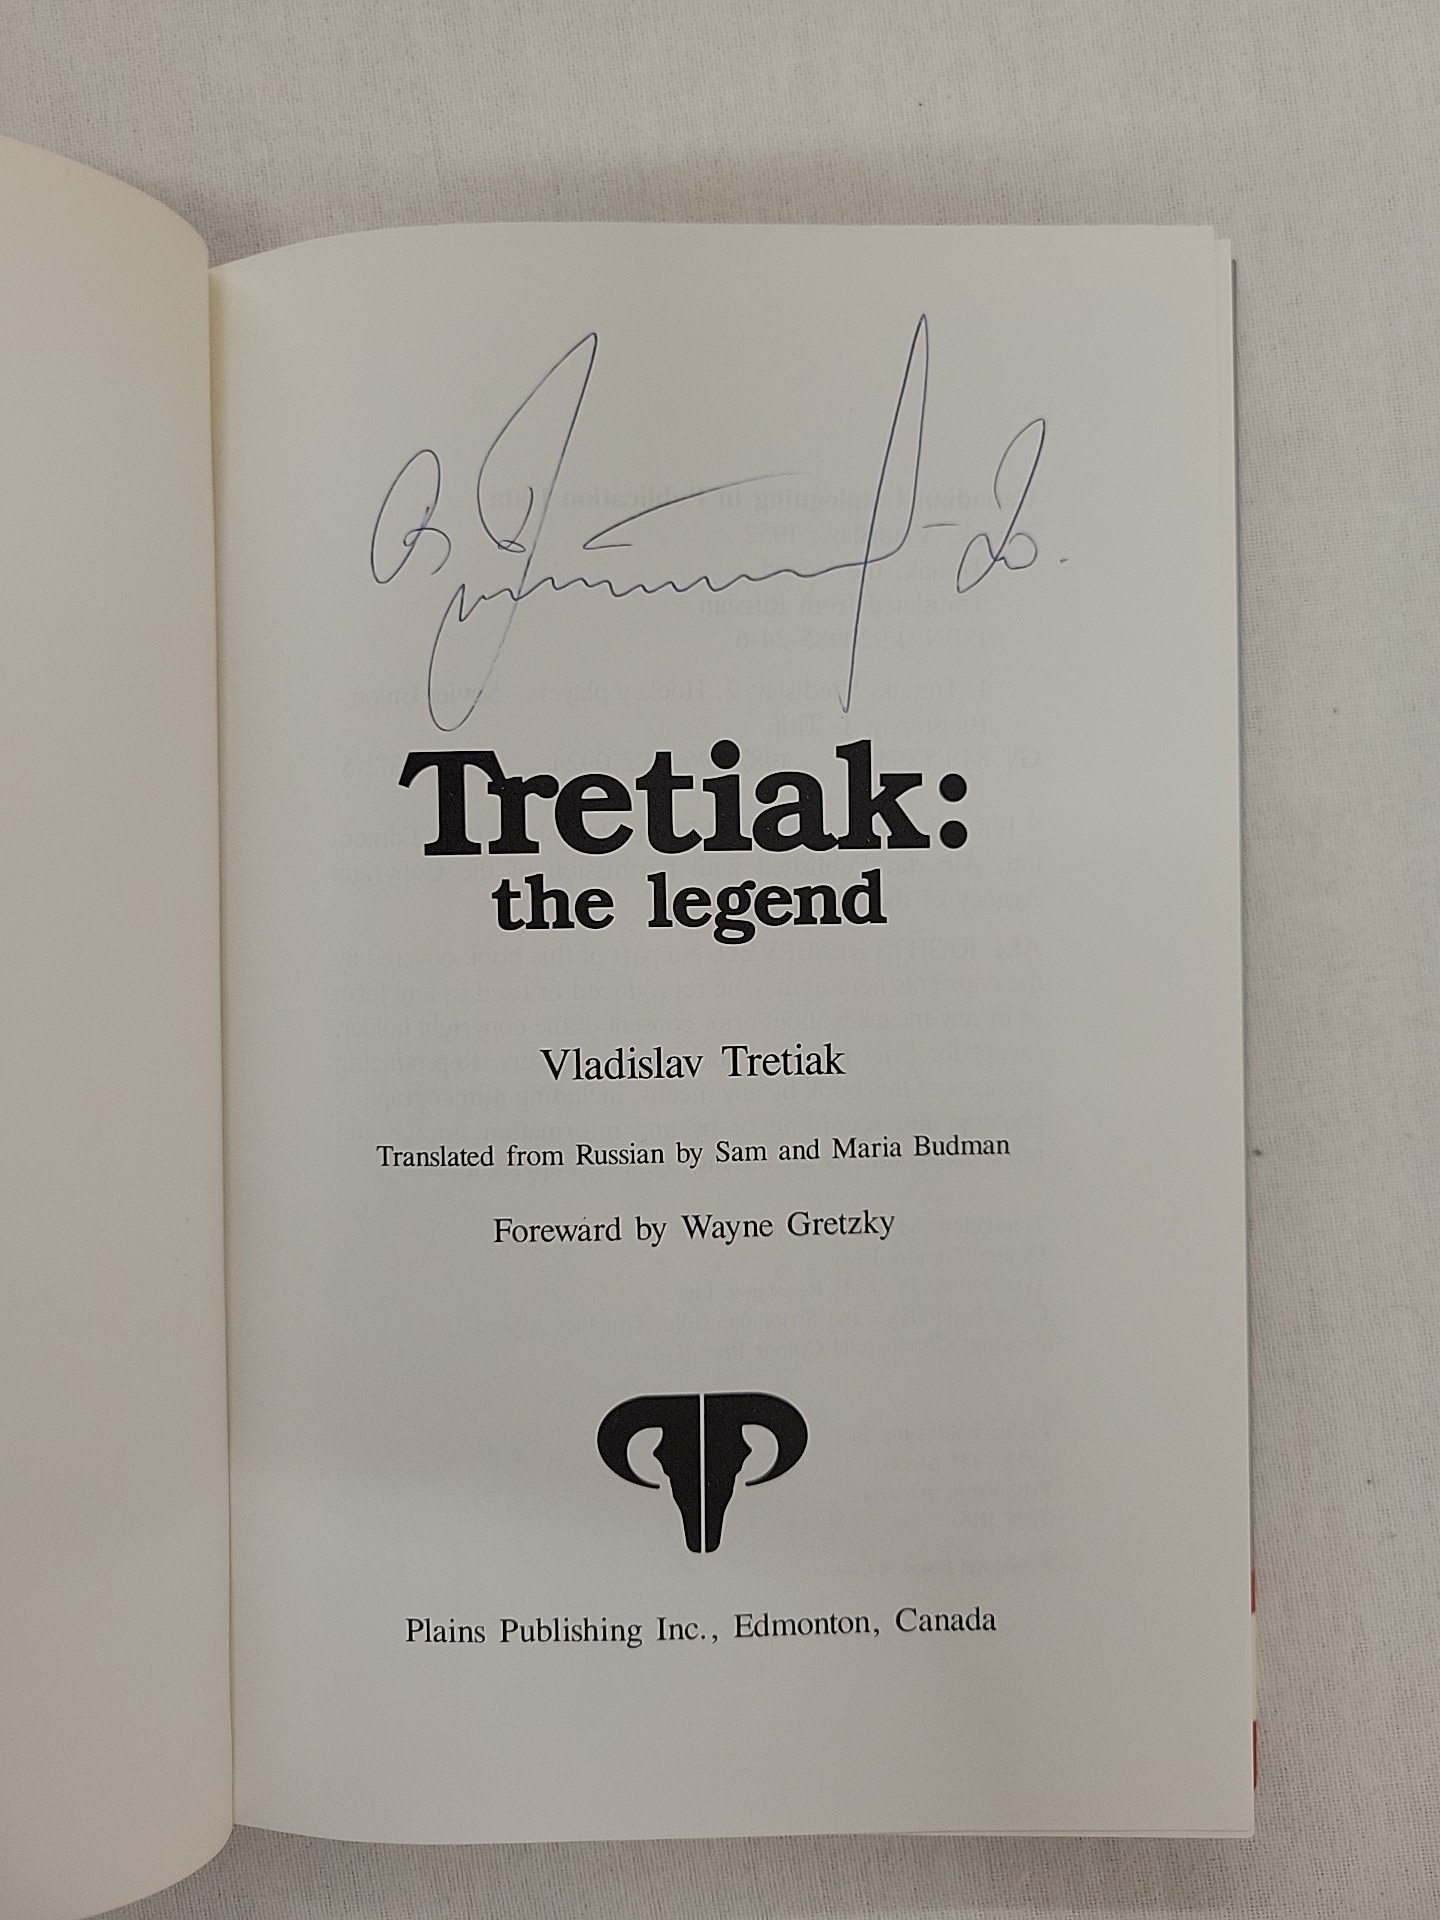 Tretiak:
the legend
Vladislav Tretiak
Translated from Russian by Sam and Maria Budman
Foreward by Wayne Gretzky
Plains Publishing Inc., Edmonton, Canada